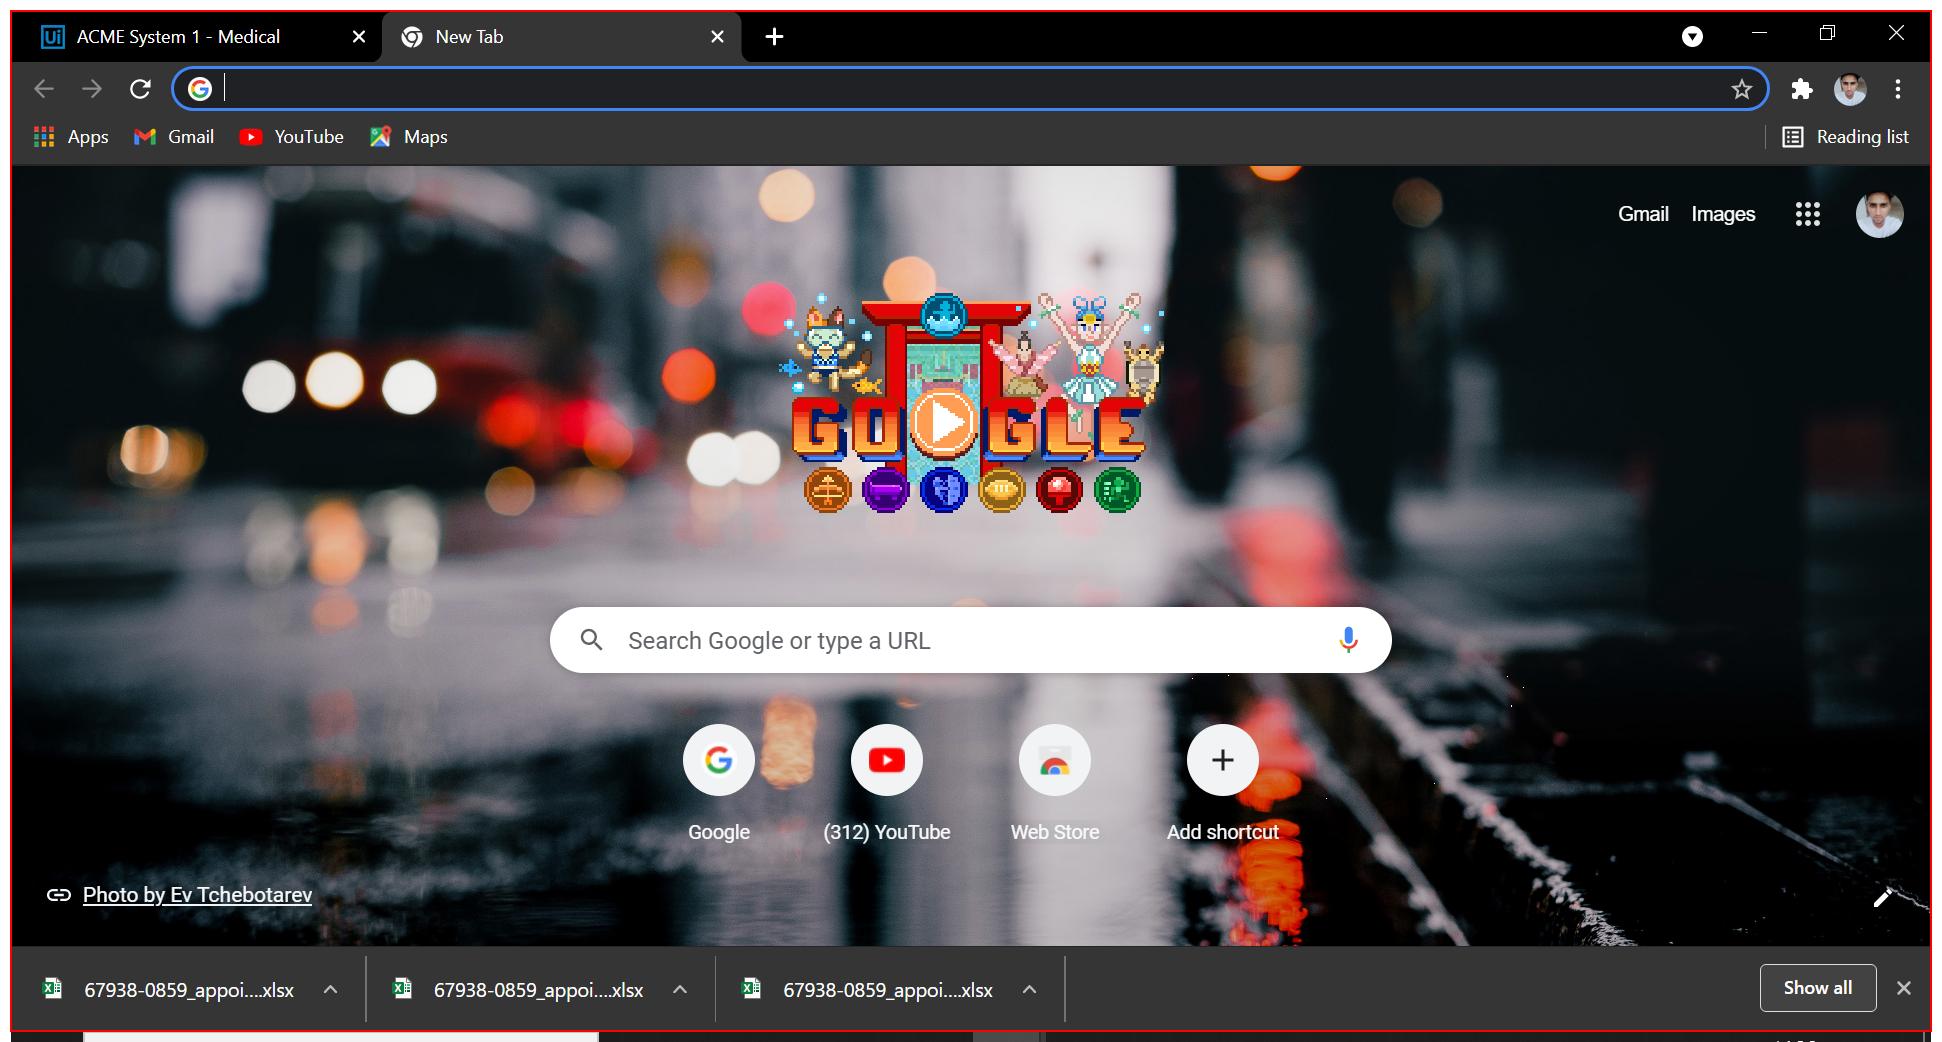 ACME System 1 - Medical
New Tab
Apps
Gmail
YouTube
Maps
Reading list
Gmail
Images
GOOGLE
Search Google or type a URL
Google
(312) YouTube
Web Store
Add shortcut
Photo by Ev Tchebotarev
67938-0859_appoi....xlsx
67938-0859_appoi....xlsx
67938-0859_appoi....xlsx
Show all